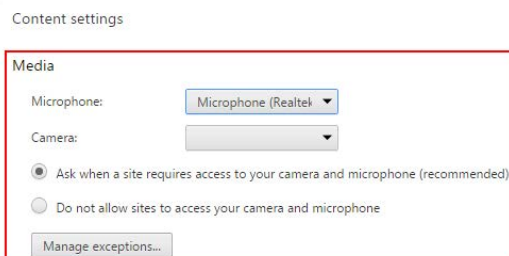 Content settings
Media
Microphone: Microphone (Realtek
Camera:
Ask when a site requires access to your camera and microphone (recommended)
Do not allow sites to access your camera and microphone
Manage exceptions...